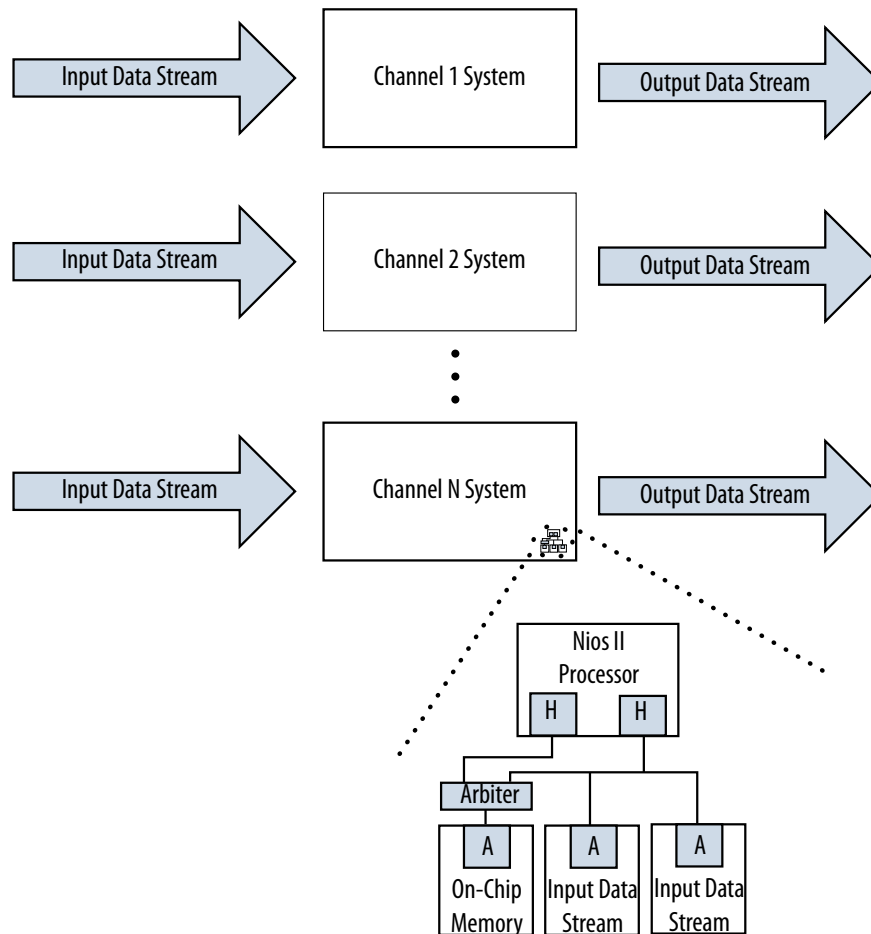 Input Data Stream
Channel 1 System
Output Data Stream
Input Data Stream
Channel 2 System
Output Data Stream
Input Data Stream
Channel N System
Output Data Stream
Nios II
Processor
H
H
Arbiter
A
A
A
On-Chip
Memory
Input Data
Stream
Input Data
Stream